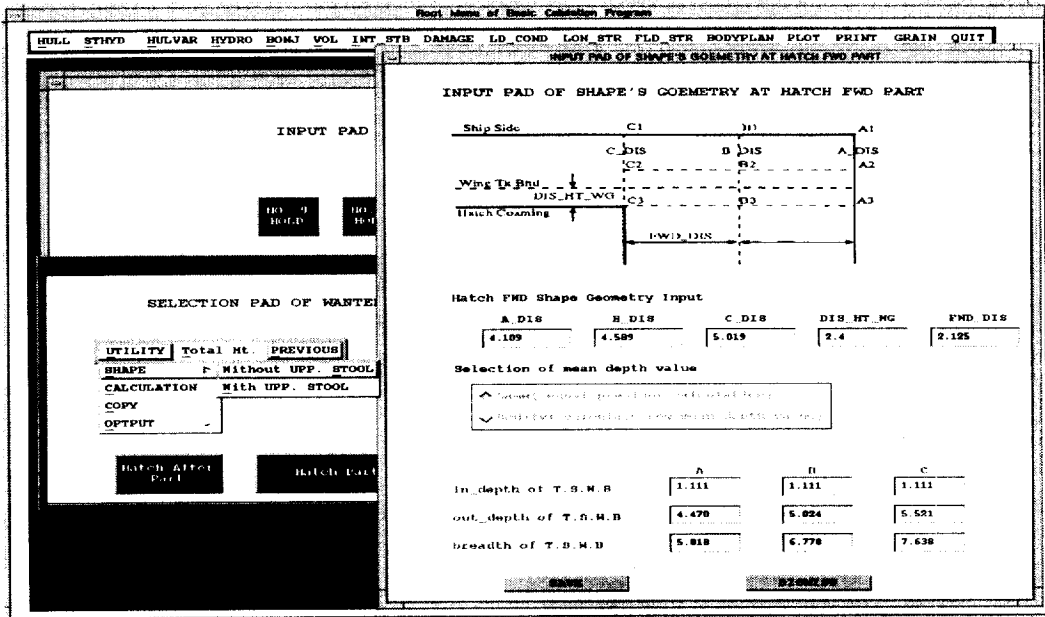 Root Menu of Basic Calulation Program
HULL STHYD HULVAR HYDRO BONJ VOL INT_STB DAMAGE LD_COND LON_STR FLD_STR BODYPLAN PLOT PRINT GRAIN QUIT
INPUT PAD
NO. 9 HOLD
NO
HO
SELECTION PAD OF WANTE
UTILITY Total Ht. PREVIOUS
SHAPE Without UPP. STOOL
CALCULATION With UPP. STOOL
COPY
OPTPUT
Hatch After Part
Hatch Part
INPUT PAD OF SHAPE'S GOEMETRY AT HATCH FWD PART
INPUT PAD OF SHAPE'S GOEMETRY AT HATCH FWD PART
Ship Side C1 A1
C_DIS B_DIS A_DIS
C2 B2 A2
Wing Tk Bhd
DIS_HT_WG C3 B3 A3
Hatch Coaming
FWD_DIS
Hatch FWD Shape Geometry Input
A_DIS B_DIS C_DIS DIS_HT_WG FWD_DIS
4.109 4.589 5.019 2.4 2.125
Selection of mean depth value
A B C
in_depth of T.S.W.B 1.111 1.111 1.111
out_depth of T.S.W.B 4.470 5.024 5.521
breadth of T.S.W.B 5.818 6.778 7.638
SAVE